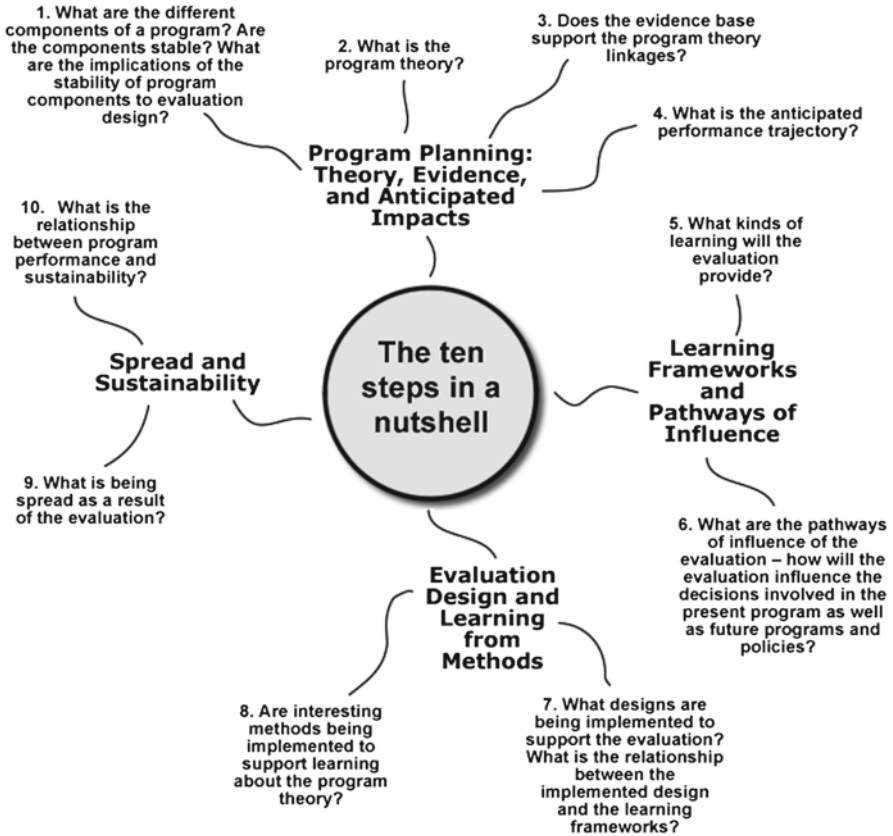 1. What are the different
components of a program? Are
the components stable? What
are the implications of the
stability of program
components to evaluation
design?
2. What is the
program theory?
3. Does the evidence base
support the program theory
linkages?
4. What is the anticipated
performance trajectory?
Program Planning:
Theory, Evidence,
and Anticipated
Impacts
10. What is the
relationship
between program
performance and
sustainability?
5. What kinds of
learning will the
evaluation
provide?
The ten
steps in a
nutshell
Spread and
Sustainability
Learning
Frameworks
and
Pathways of
Influence
9. What is being
spread as a result
of the evaluation?
6. What are the pathways
of influence of the
evaluation – how will the
evaluation influence the
decisions involved in the
present program as well
as future programs and
policies?
Evaluation
Design and
Learning
from
Methods
8. Are interesting
methods being
implemented to
support learning
about the program
theory?
7. What designs are
being implemented to
support the evaluation?
What is the relationship
between the
implemented design
and the learning
frameworks?